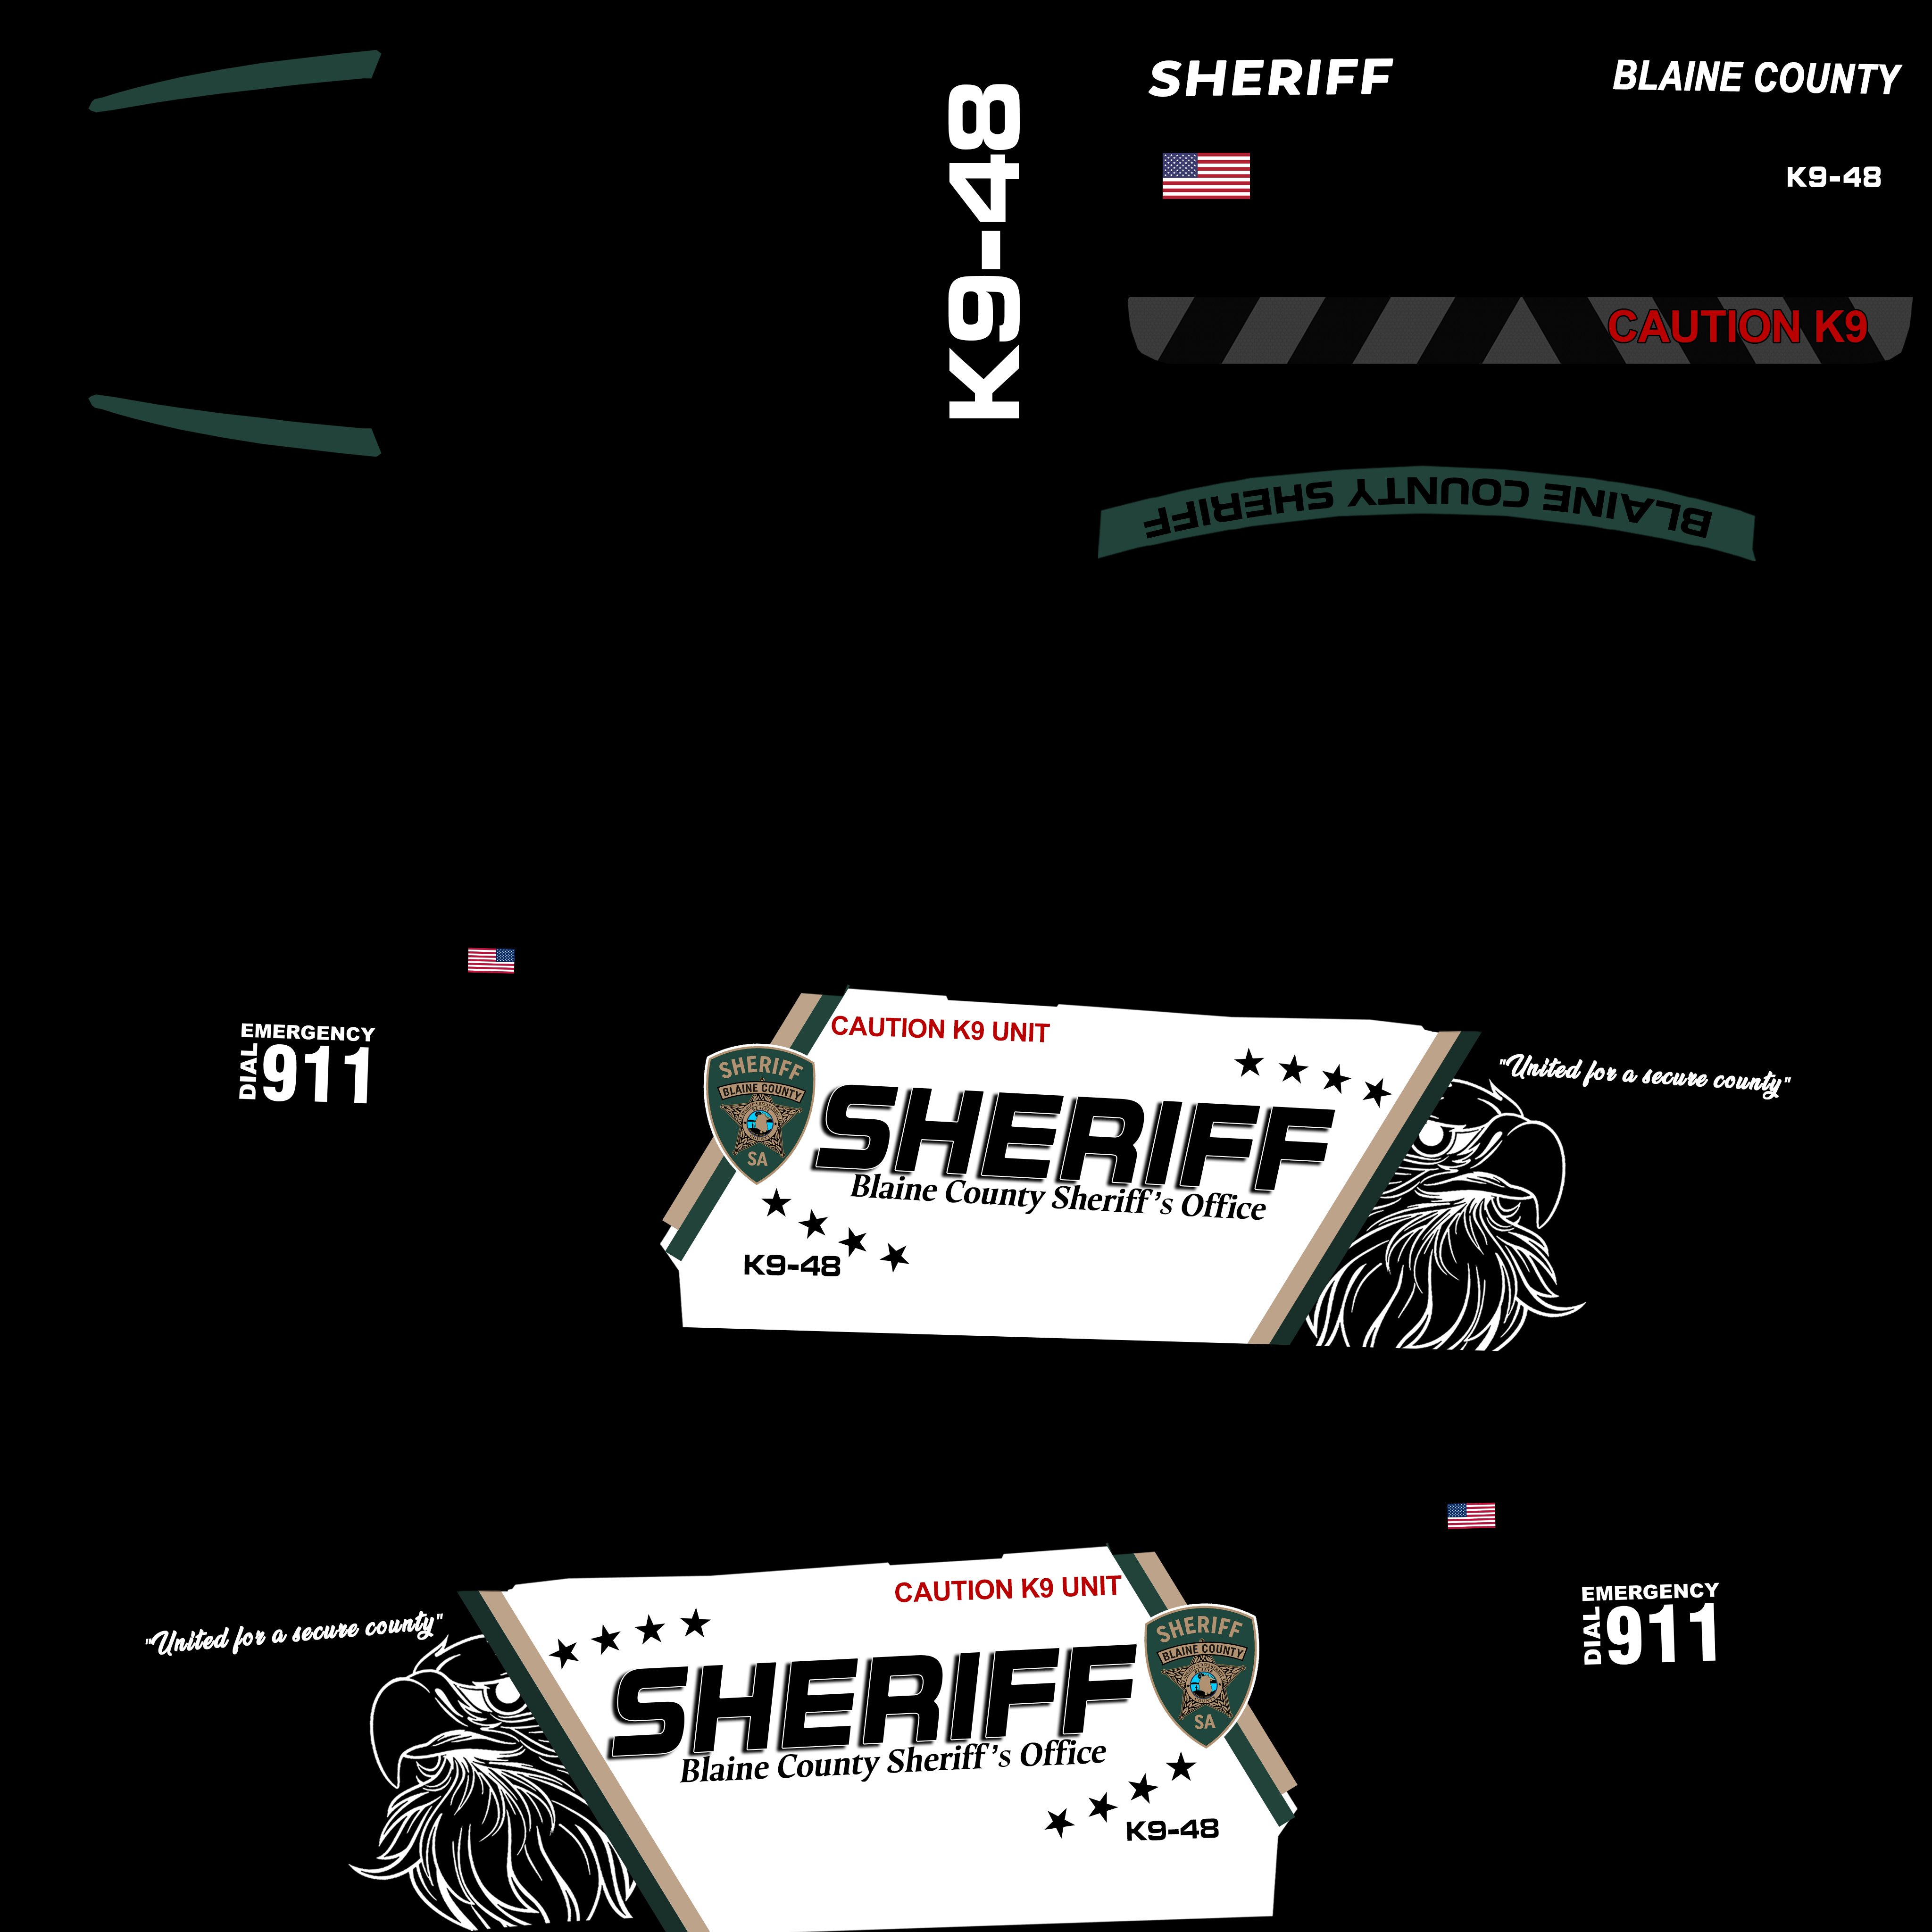 SHERIFF
BLAINE COUNTY
K9-48
K9-48
CAUTION K9
BLAINE COUNTY SHERIFF
EMERGENCY
DIAL
911
CAUTION K9 UNIT
SHERIFF
BLAINE COUNTY
SA
SHERIFF
Blaine County Sheriff's Office
K9-48
"United for a secure county"
"United for a secure county"
CAUTION K9 UNIT
SHERIFF
Blaine County Sheriff's Office
SHERIFF
BLAINE COUNTY
SA
K9-48
EMERGENCY
DIAL
911